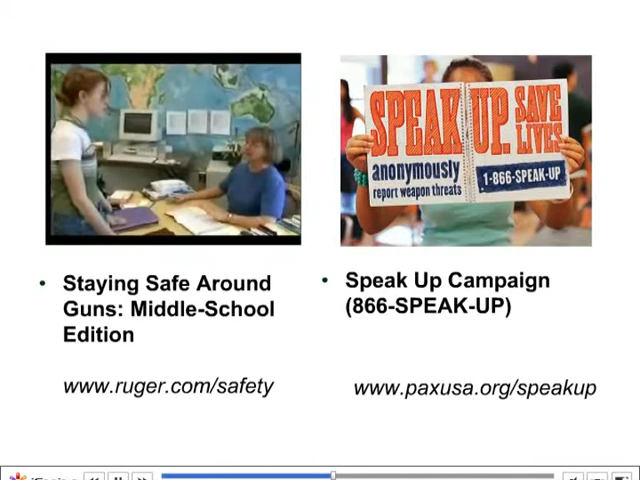 SPEAK UP. SAVE LIVES
anonymously
report weapon threats
1-866-SPEAK-UP
• Staying Safe Around
Guns: Middle-School
Edition
www.ruger.com/safety
• Speak Up Campaign
(866-SPEAK-UP)
www.paxusa.org/speakup